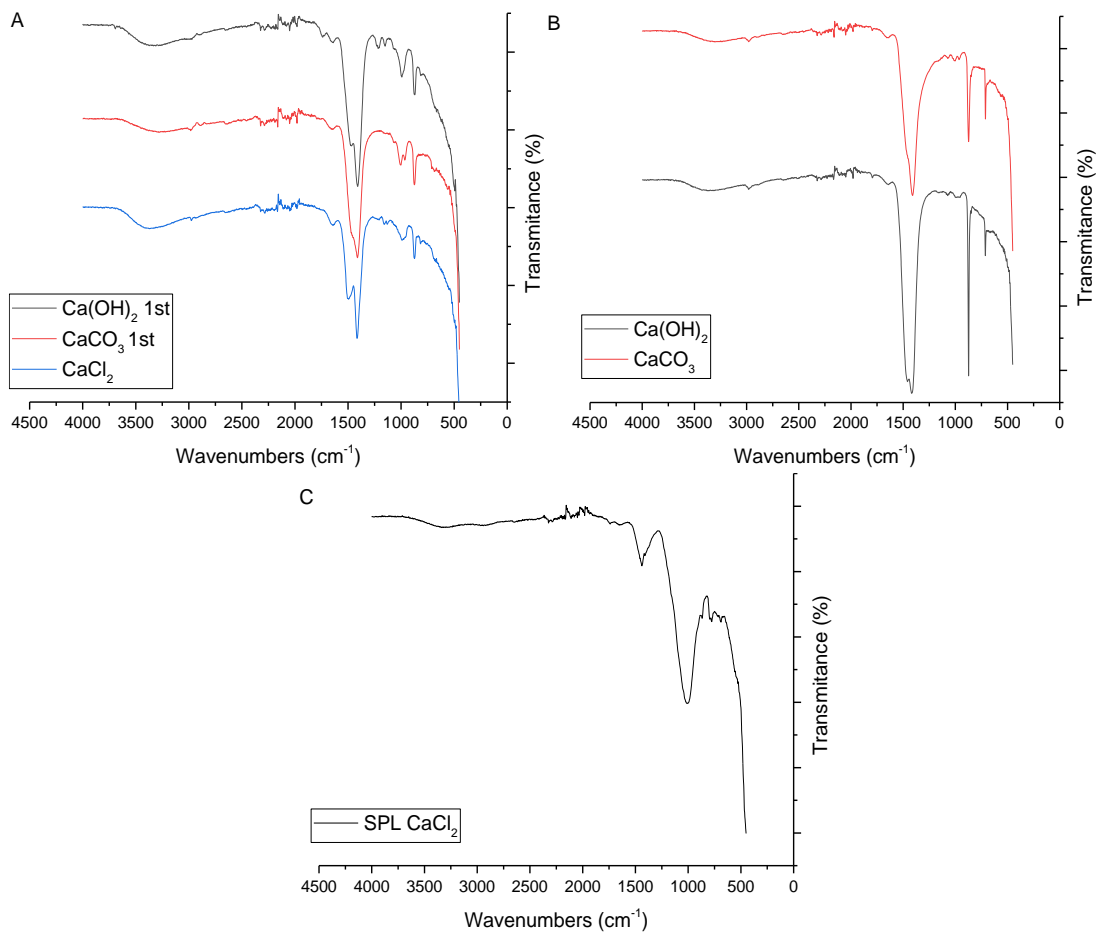 A
Transmitance (%)
Ca(OH)2 1st
CaCO3 1st
CaCl2
4500 4000 3500 3000 2500 2000 1500 1000 500 0
Wavenumbers (cm-1)
B
Transmitance (%)
Ca(OH)2
CaCO3
4500 4000 3500 3000 2500 2000 1500 1000 500 0
Wavenumbers (cm-1)
C
Transmitance (%)
SPL CaCl2
4500 4000 3500 3000 2500 2000 1500 1000 500 0
Wavenumbers (cm-1)